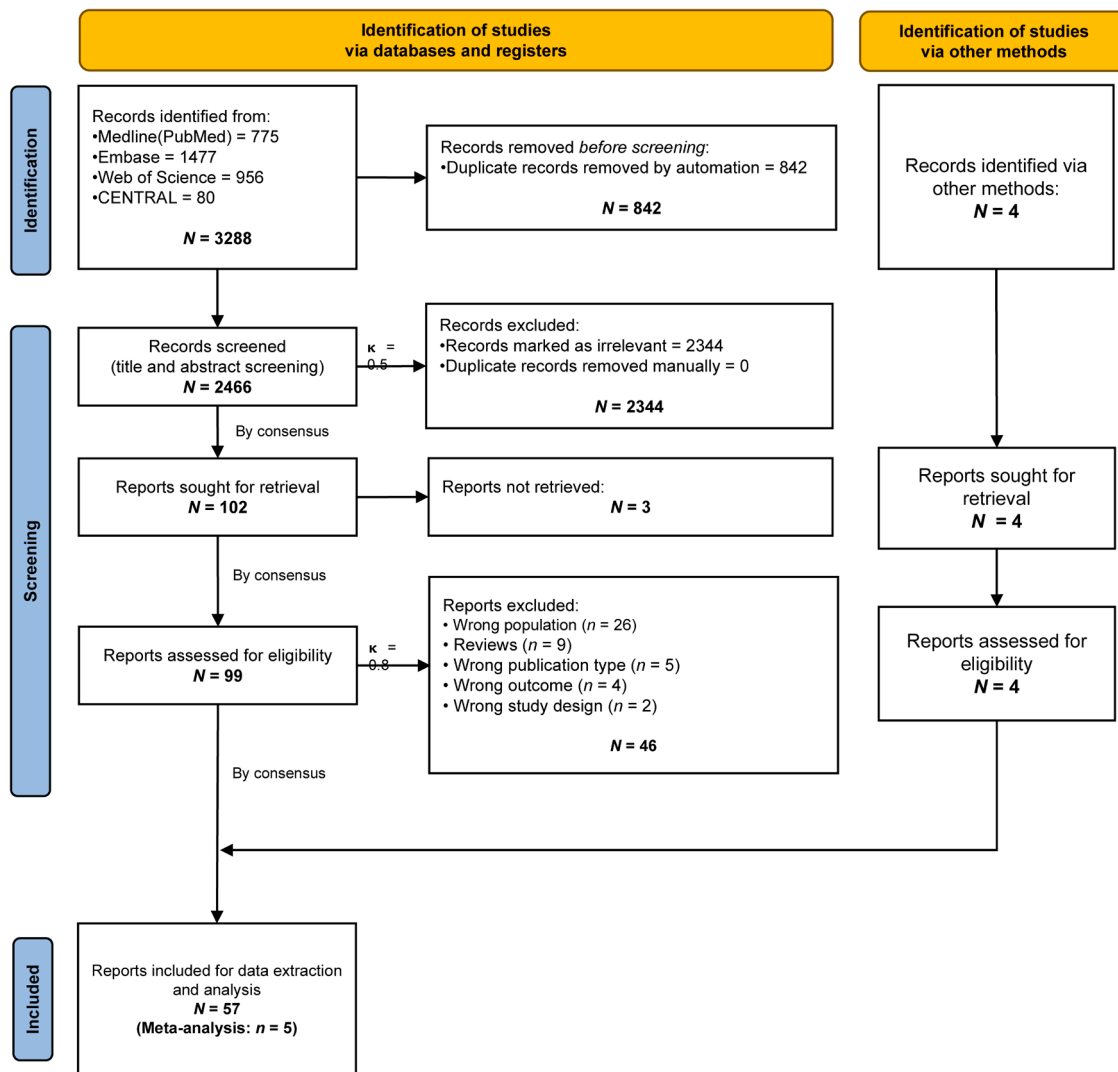 Identification of studies
via databases and registers
Identification of studies
via other methods
Identification
Records identified from:
•Medline(PubMed) = 775
•Embase = 1477
•Web of Science = 956
•CENTRAL = 80
N = 3288
Records removed before screening:
•Duplicate records removed by automation = 842
N = 842
Records identified via
other methods:
N = 4
Screening
Records screened
(title and abstract screening)
N = 2466
κ =
0.5
Records excluded:
•Records marked as irrelevant = 2344
•Duplicate records removed manually = 0
N = 2344
By consensus
Reports sought for retrieval
N = 102
Reports not retrieved:
N = 3
Reports sought for
retrieval
N = 4
By consensus
Reports assessed for eligibility
N = 99
κ =
0.8
Reports excluded:
• Wrong population (n = 26)
• Reviews (n = 9)
• Wrong publication type (n = 5)
• Wrong outcome (n = 4)
• Wrong study design (n = 2)
N = 46
Reports assessed for
eligibility
N = 4
By consensus
Included
Reports included for data extraction
and analysis
N = 57
(Meta-analysis: n = 5)